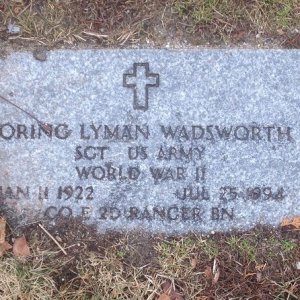 ORING LYMAN WADSWORTH
SGT US ARMY
WORLD WAR II
AN 11 1922 JUL 25 1994
CO E 2D RANGER BN